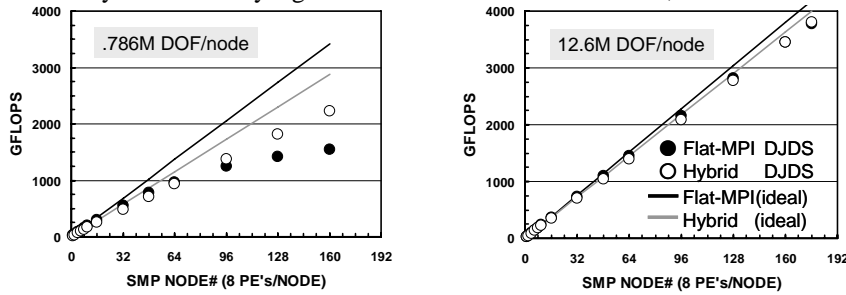 .786M DOF/node
GFLOPS
4000
3000
2000
1000
0
0 32 64 96 128 160 192
SMP NODE# (8 PE's/NODE)
12.6M DOF/node
GFLOPS
4000
3000
2000
1000
0
Flat-MPI DJDS
Hybrid DJDS
Flat-MPI(ideal)
Hybrid (ideal)
0 32 64 96 128 160 192
SMP NODE# (8 PE's/NODE)